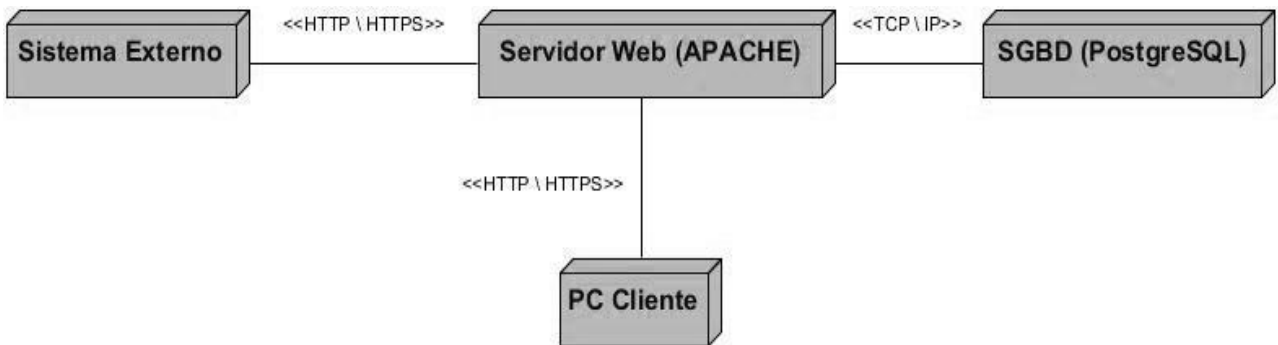 <<HTTP \ HTTPS>>
<<TCP \ IP>>
Sistema Externo
Servidor Web (APACHE)
SGBD (PostgreSQL)
<<HTTP \ HTTPS>>
PC Cliente